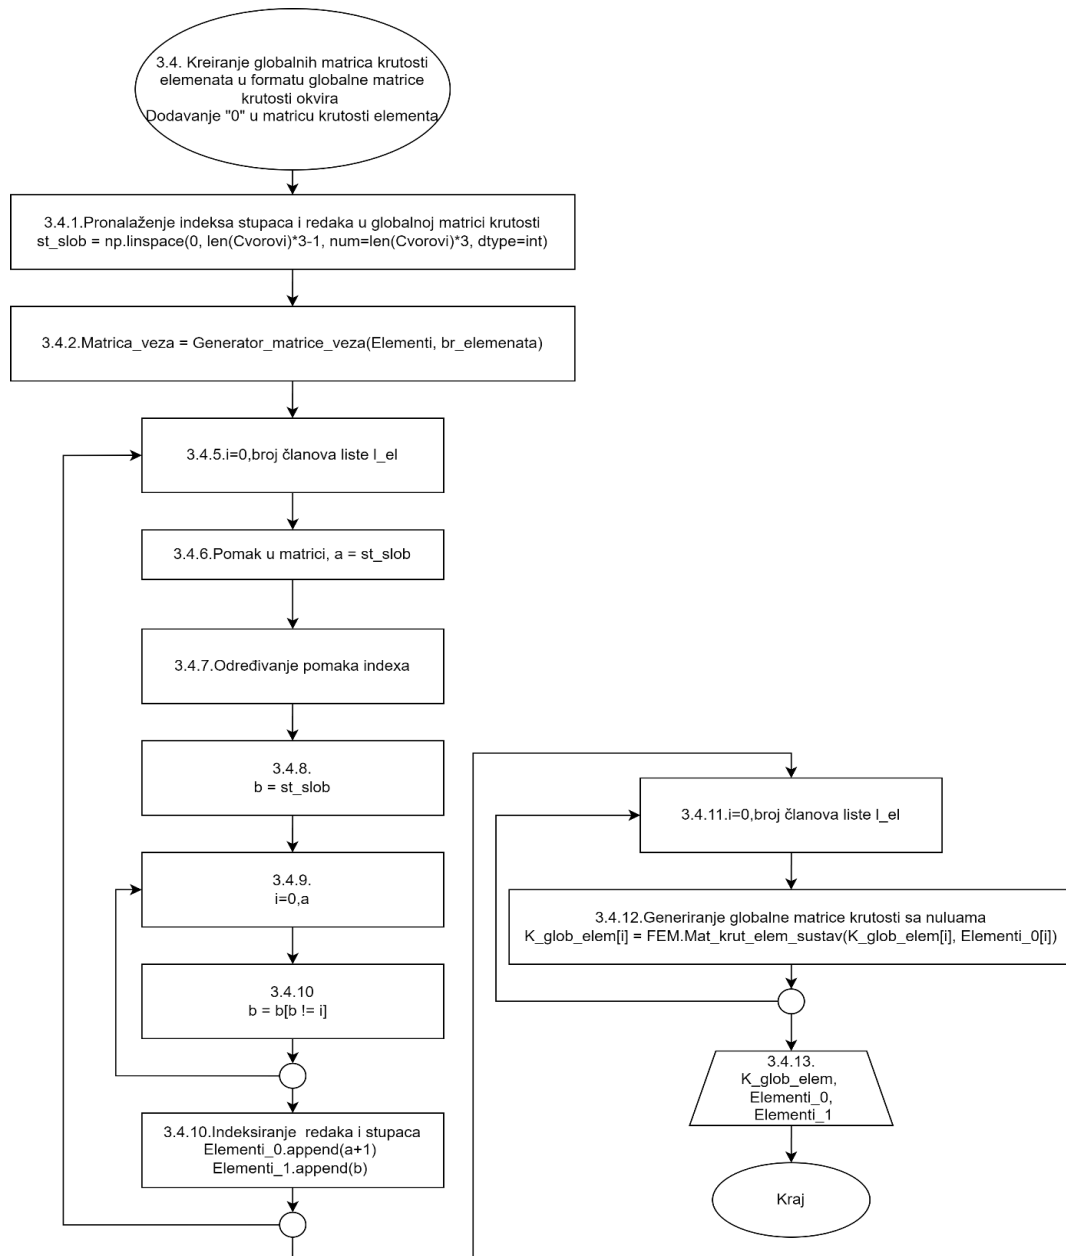 3.4. Kreiranje globalnih matrica krutosti
elemenata u formatu globalne matrice
krutosti okvira
Dodavanje "0" u matricu krutosti elementa
3.4.1.Pronalaženje indeksa stupaca i redaka u globalnoj matrici krutosti
st_slob = np.linspace(0, len(Cvorovi)*3-1, num=len(Cvorovi)*3, dtype=int)
3.4.2.Matrica_veza = Generator_matrice_veza(Elementi, br_elemenata)
3.4.5.i=0,broj članova liste l_el
3.4.6.Pomak u matrici, a = st_slob
3.4.7.Određivanje pomaka indexa
3.4.8.
b = st_slob
3.4.9.
i=0,a
3.4.10
b = b[b != i]
3.4.10.Indeksiranje  redaka i stupaca
Elementi_0.append(a+1)
Elementi_1.append(b)
3.4.11.i=0,broj članova liste l_el
3.4.12.Generiranje globalne matrice krutosti sa nuluama
K_glob_elem[i] = FEM.Mat_krut_elem_sustav(K_glob_elem[i], Elementi_0[i])
3.4.13.
K_glob_elem,
Elementi_0,
Elementi_1
Kraj